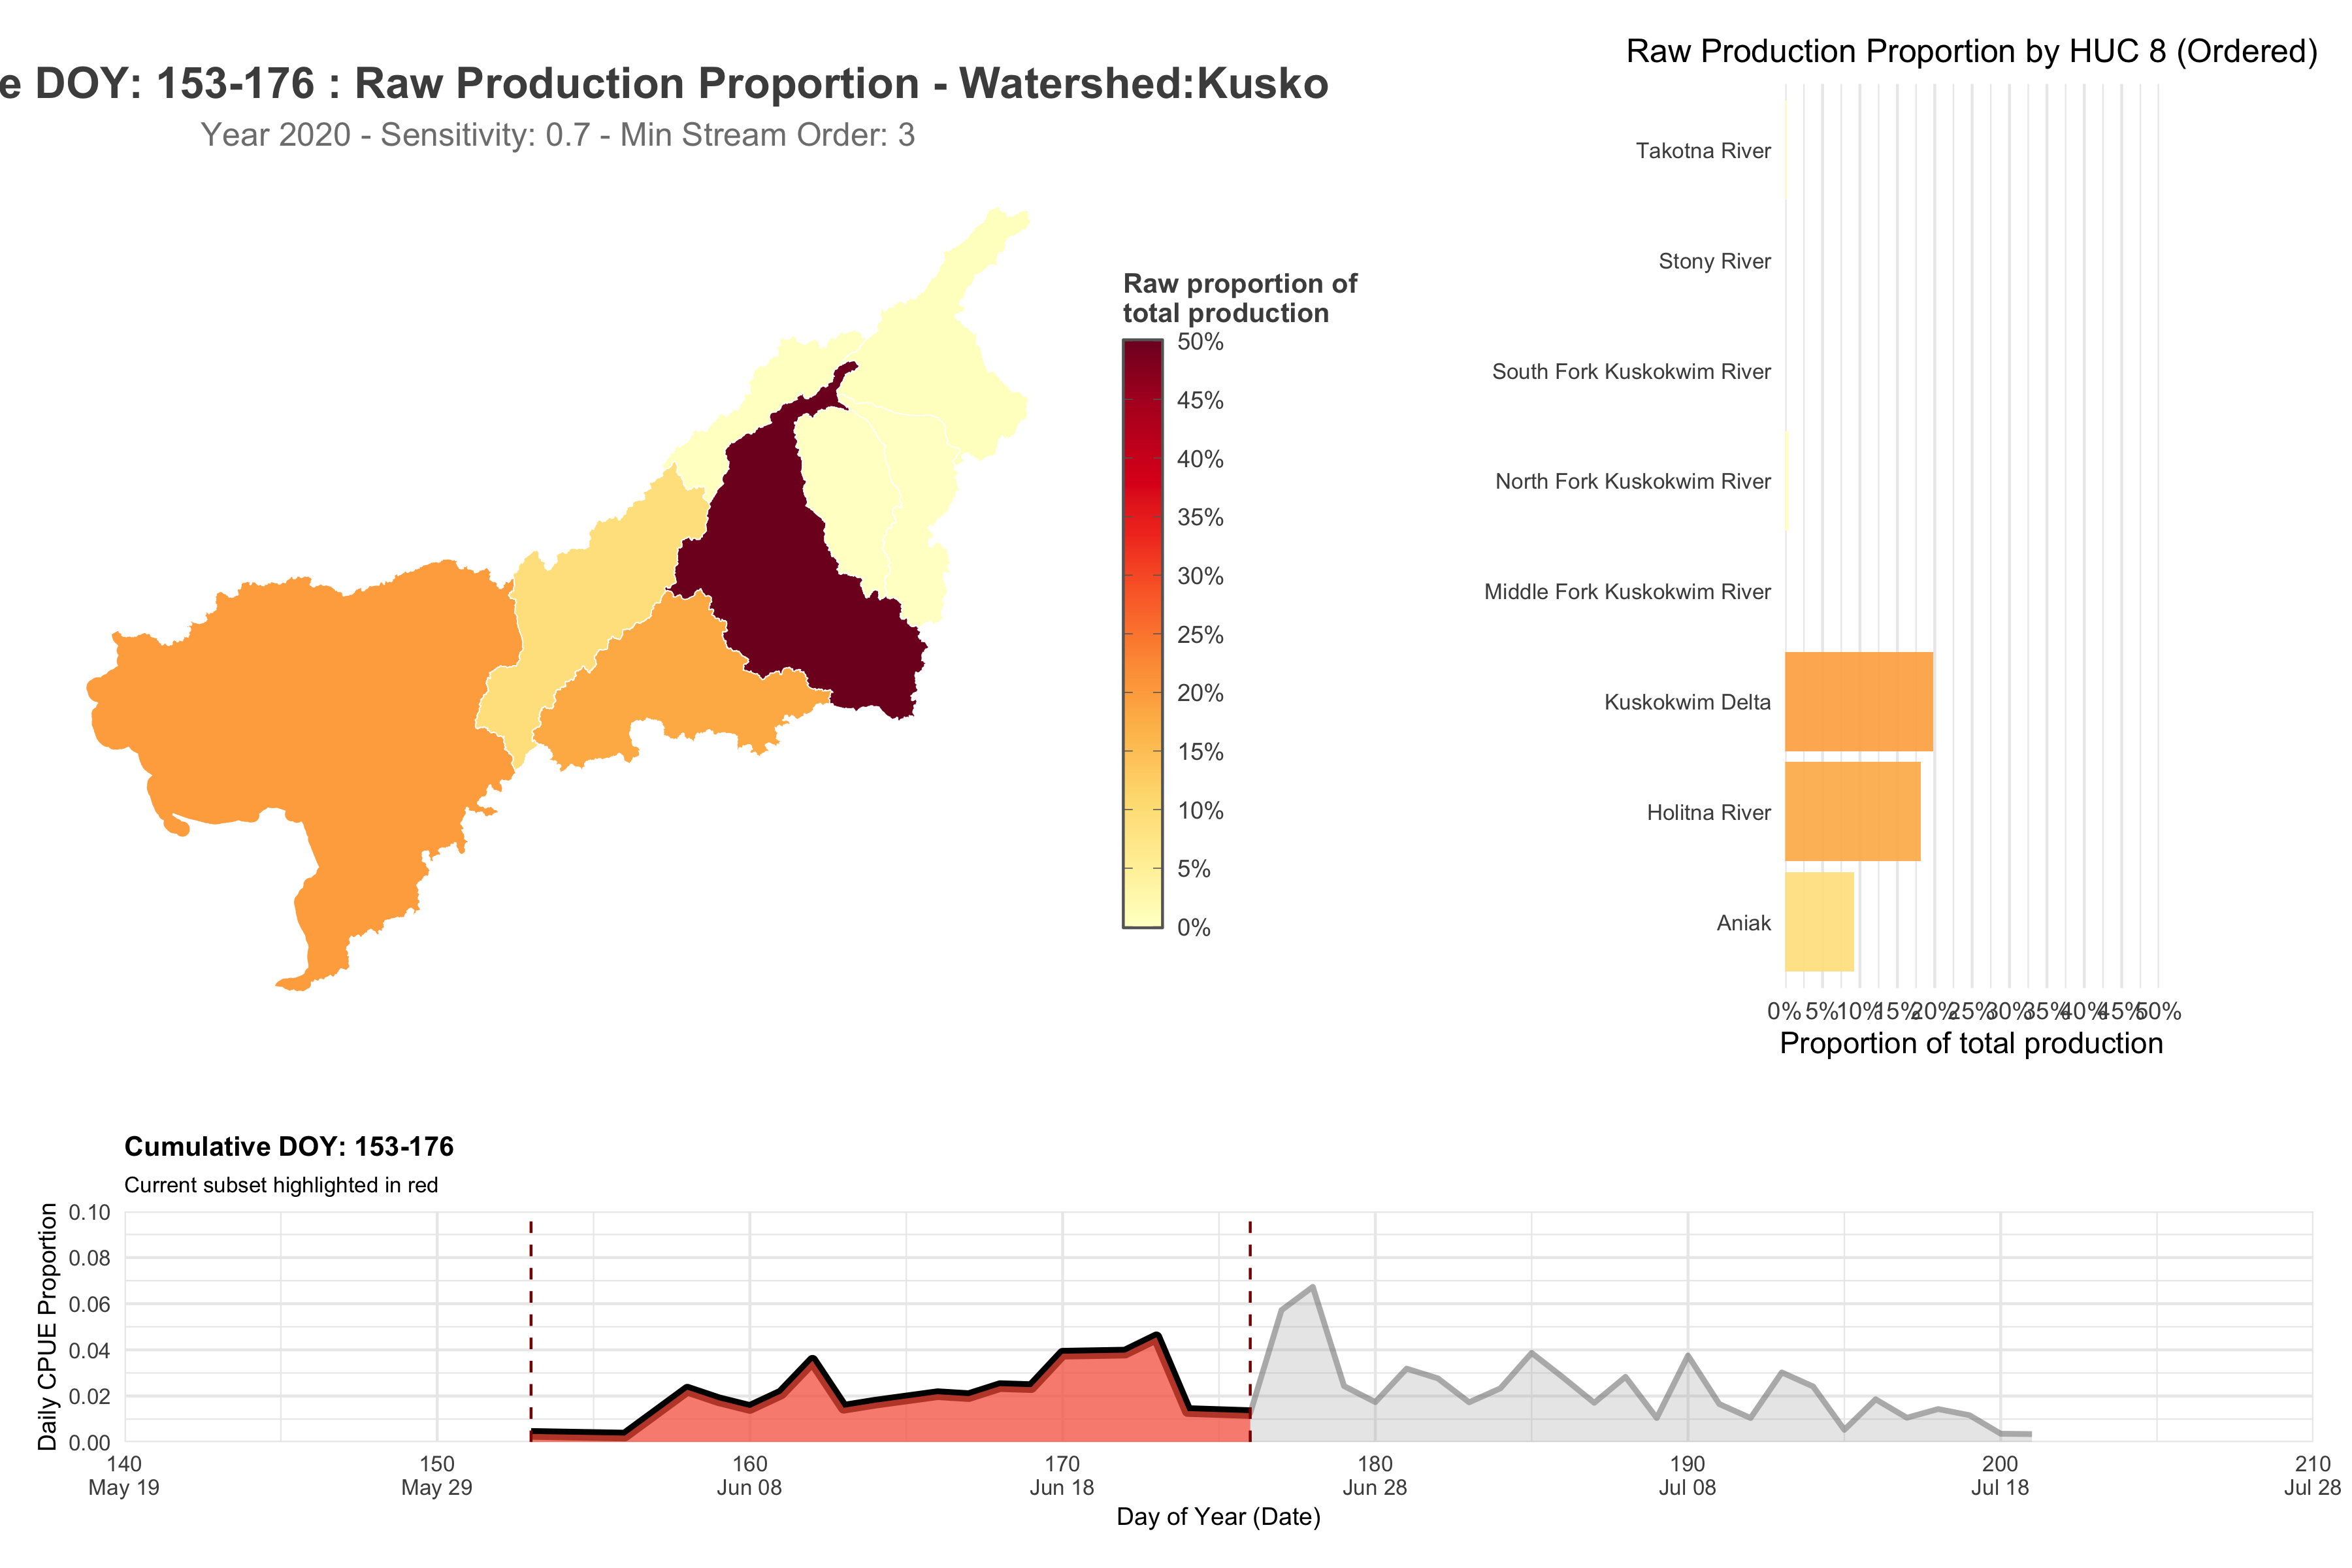 e DOY: 153-176 : Raw Production Proportion - Watershed:Kusko
Year 2020 - Sensitivity: 0.7 - Min Stream Order: 3
Raw proportion of
total production
50%
45%
40%
35%
30%
25%
20%
15%
10%
5%
0%
Raw Production Proportion by HUC 8 (Ordered)
Takotna River
Stony River
South Fork Kuskokwim River
North Fork Kuskokwim River
Middle Fork Kuskokwim River
Kuskokwim Delta
Holitna River
Aniak
0% 5% 10% 15% 20% 25% 30% 35% 40% 45% 50%
Proportion of total production
Cumulative DOY: 153-176
Current subset highlighted in red
Daily CPUE Proportion
0.10
0.08
0.06
0.04
0.02
0.00
140 150 160 170 180 190 200 210
May 19 May 29 Jun 08 Jun 18 Jun 28 Jul 08 Jul 18 Jul 28
Day of Year (Date)